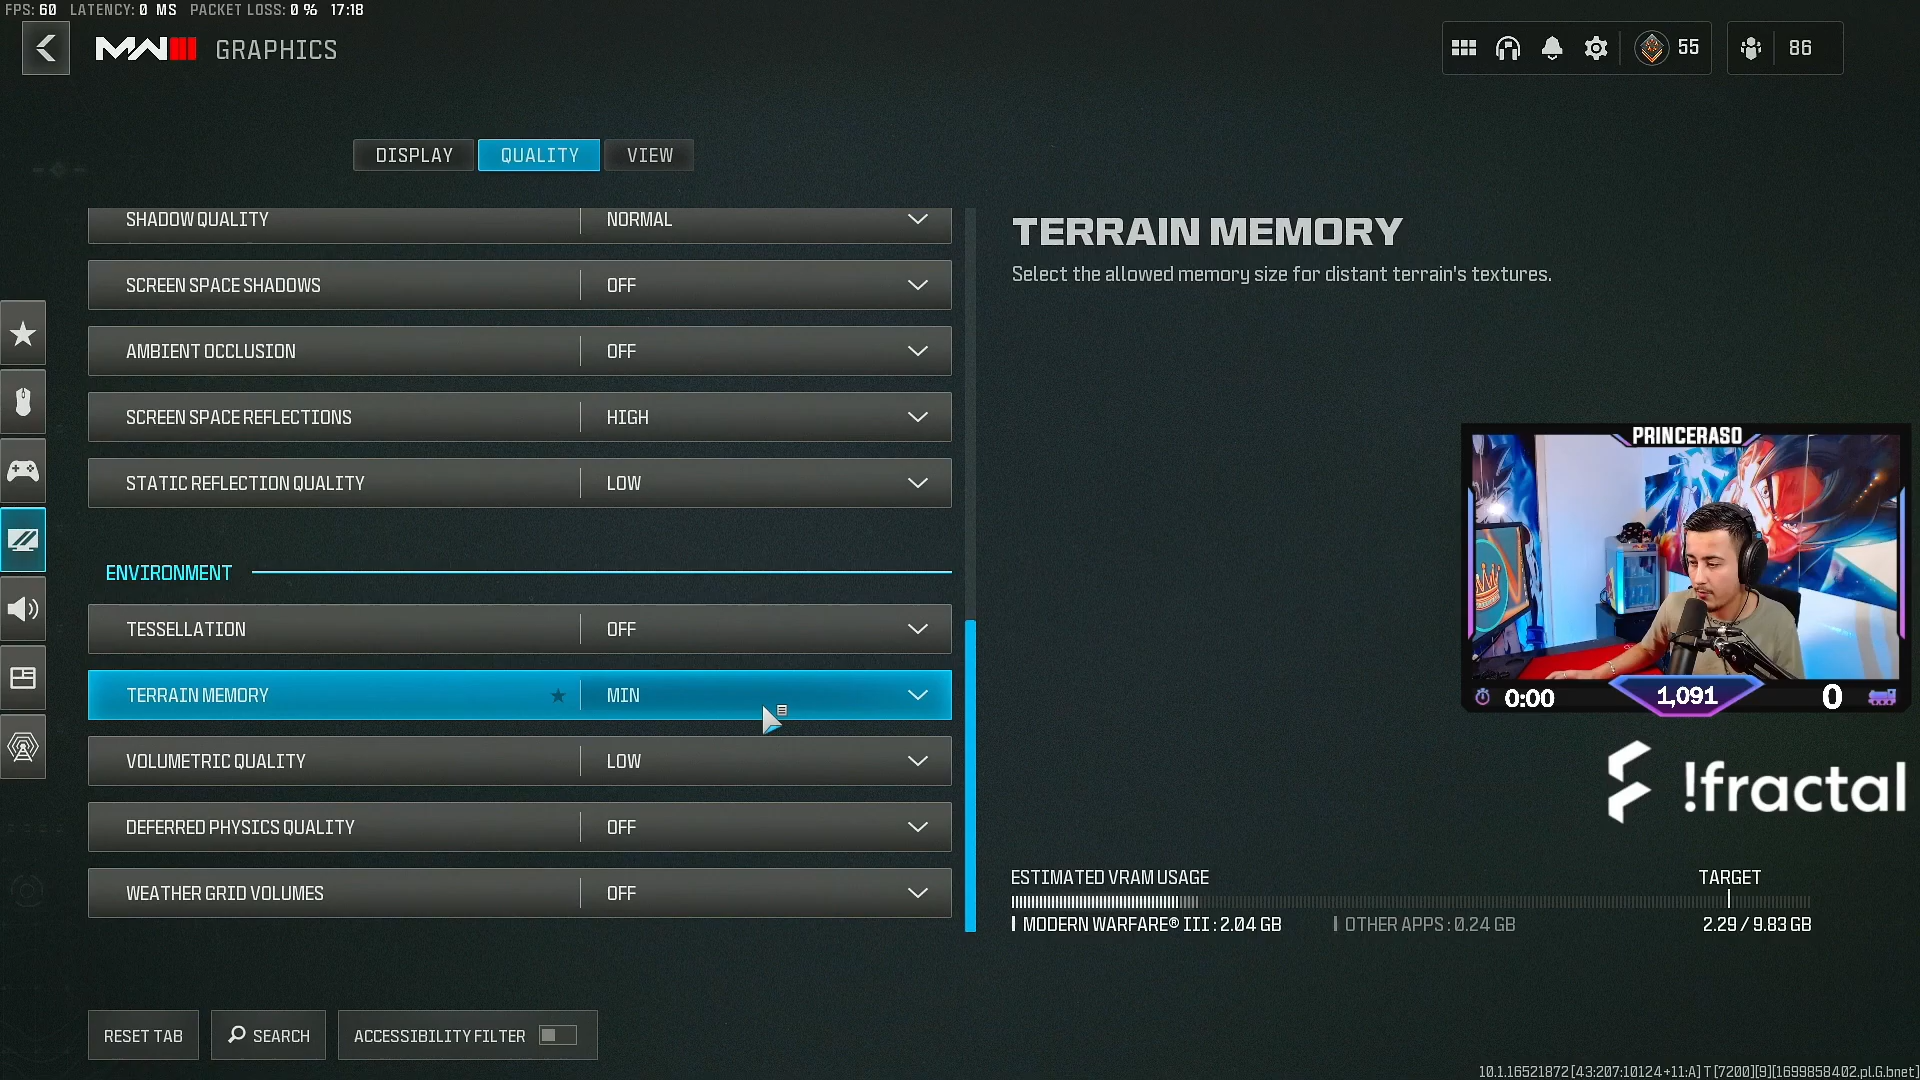 FPS: 60 LATENCY: 0 MS PACKET LOSS: 0 % 17:18
MWIII GRAPHICS
55
86
DISPLAY
QUALITY
VIEW
SHADOW QUALITY NORMAL
SCREEN SPACE SHADOWS OFF
AMBIENT OCCLUSION OFF
SCREEN SPACE REFLECTIONS HIGH
STATIC REFLECTION QUALITY LOW
ENVIRONMENT
TESSELLATION OFF
TERRAIN MEMORY MIN
VOLUMETRIC QUALITY LOW
DEFERRED PHYSICS QUALITY OFF
WEATHER GRID VOLUMES OFF
TERRAIN MEMORY
Select the allowed memory size for distant terrain's textures.
PRINCERASO
0:00 1,091 0
!fractal
ESTIMATED VRAM USAGE TARGET
MODERN WARFARE® III : 2.04 GB OTHER APPS : 0.24 GB 2.29 / 9.83 GB
RESET TAB
SEARCH
ACCESSIBILITY FILTER
10.1.16521872 [43:207:10124+11:A] T [7200][9][1699858402.pl.G.bnet]